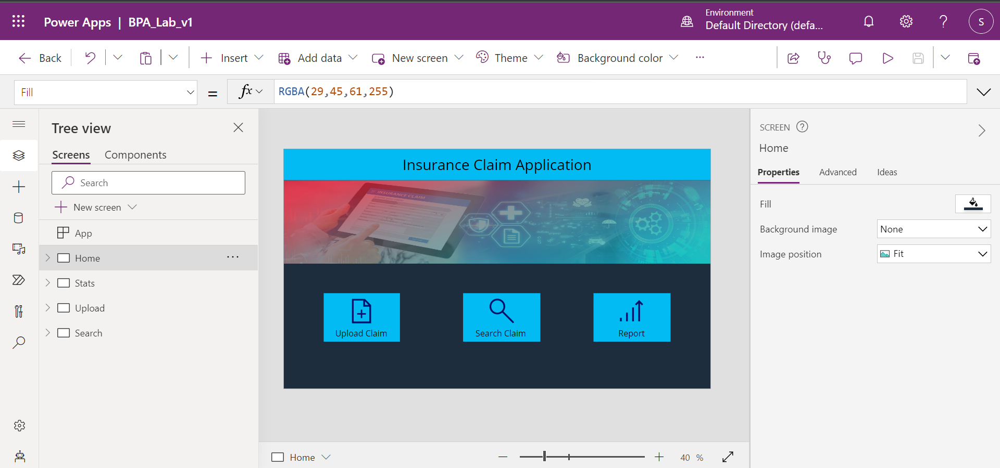 Power Apps | BPA_Lab_v1
Environment
Default Directory (defa...
S
Back
Insert
Add data
New screen
Theme
Background color
Fill
=
fx
RGBA(29,45,61,255)
Tree view
Screens
Components
Search
New screen
App
Home
Stats
Upload
Search
Insurance Claim Application
INSURANCE CLAIM
Upload Claim
Search Claim
Report
Home
40 %
SCREEN
Home
Properties
Advanced
Ideas
Fill
Background image
None
Image position
Fit